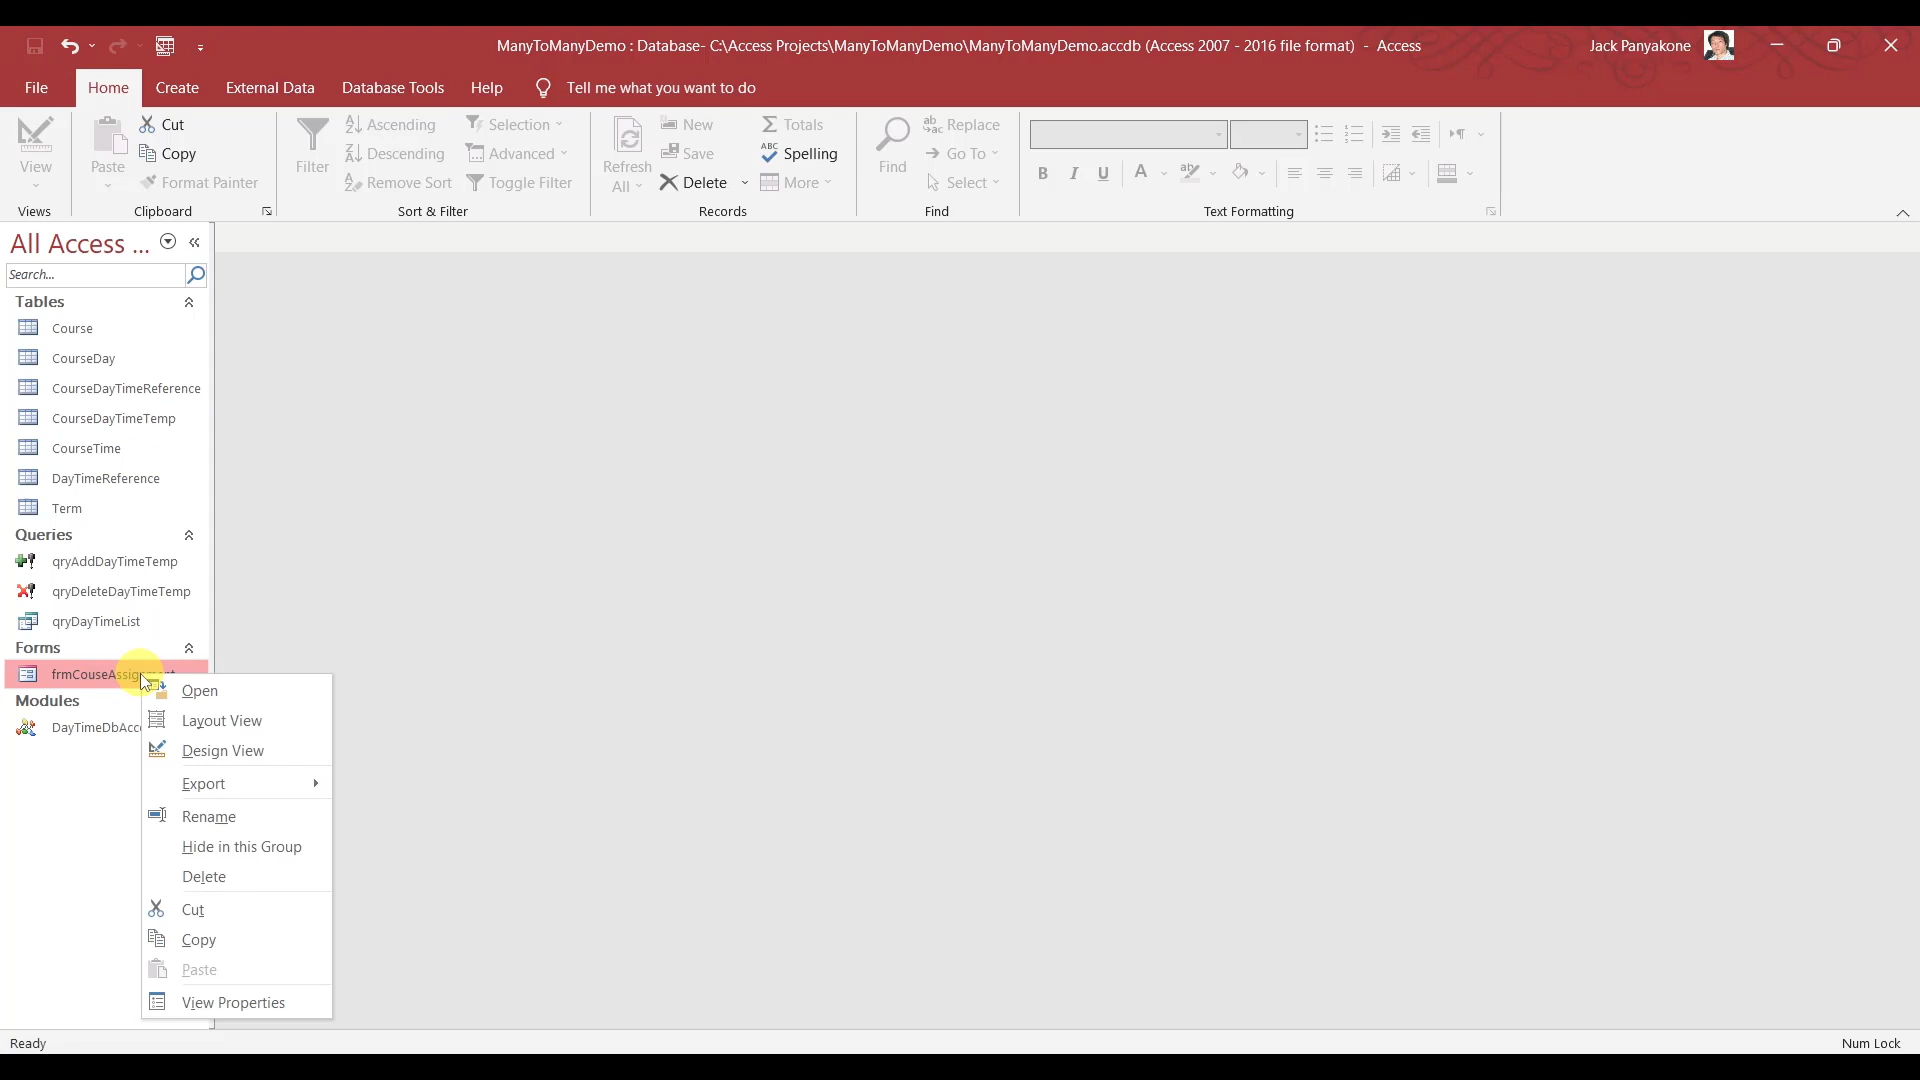 ManyToManyDemo : Database- C:\Access Projects\ManyToManyDemo\ManyToManyDemo.accdb (Access 2007 - 2016 file format) - Access
Jack Panyakone
File
Home
Create
External Data
Database Tools
Help
Tell me what you want to do
View
Views
Paste
Cut
Copy
Format Painter
Clipboard
Filter
Ascending
Descending
Remove Sort
Selection
Advanced
Toggle Filter
Sort & Filter
Refresh
All
New
Save
Delete
Totals
Spelling
More
Records
Find
Replace
Go To
Select
Find
B I U
Text Formatting
All Access ...
Search...
Tables
Course
CourseDay
CourseDayTimeReference
CourseDayTimeTemp
CourseTime
DayTimeReference
Term
Queries
qryAddDayTimeTemp
qryDeleteDayTimeTemp
qryDayTimeList
Forms
Modules
Open
Layout View
Design View
Export
Rename
Hide in this Group
Delete
Cut
Copy
Paste
View Properties
Ready
Num Lock